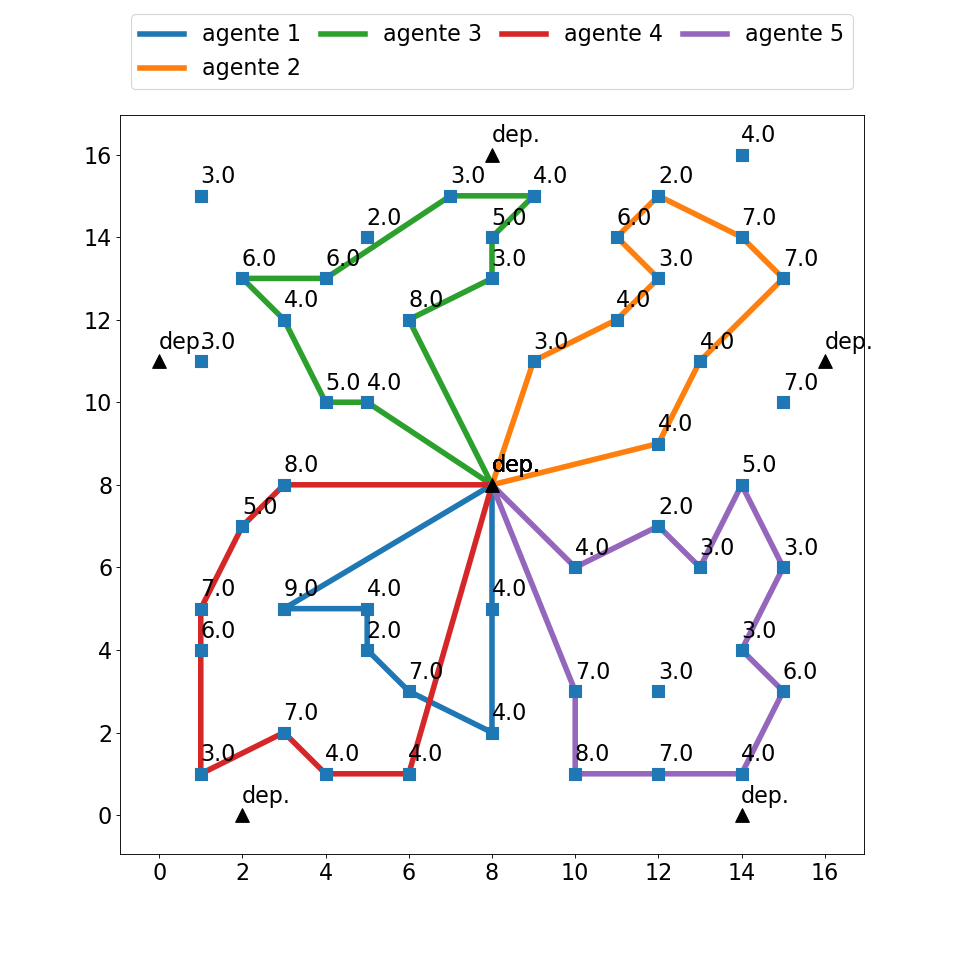 agente 1 agente 3 agente 4 agente 5
agente 2
dep. 4.0
16
3.0 3.0 4.0 2.0
2.0 5.0 6.0 7.0
14
6.0 6.0 3.0 3.0 7.0
4.0 8.0 4.0
12
dep. 3.0 3.0 4.0 dep.
5.0 4.0 7.0
10
4.0
8.0 dep. 5.0
8
5.0 2.0
4.0 3.0 3.0
6
7.0 9.0 4.0 4.0
6.0 2.0 3.0
4
7.0 7.0 3.0 6.0
7.0 4.0
2
3.0 4.0 4.0 8.0 7.0 4.0
dep. dep.
0
0 2 4 6 8 10 12 14 16